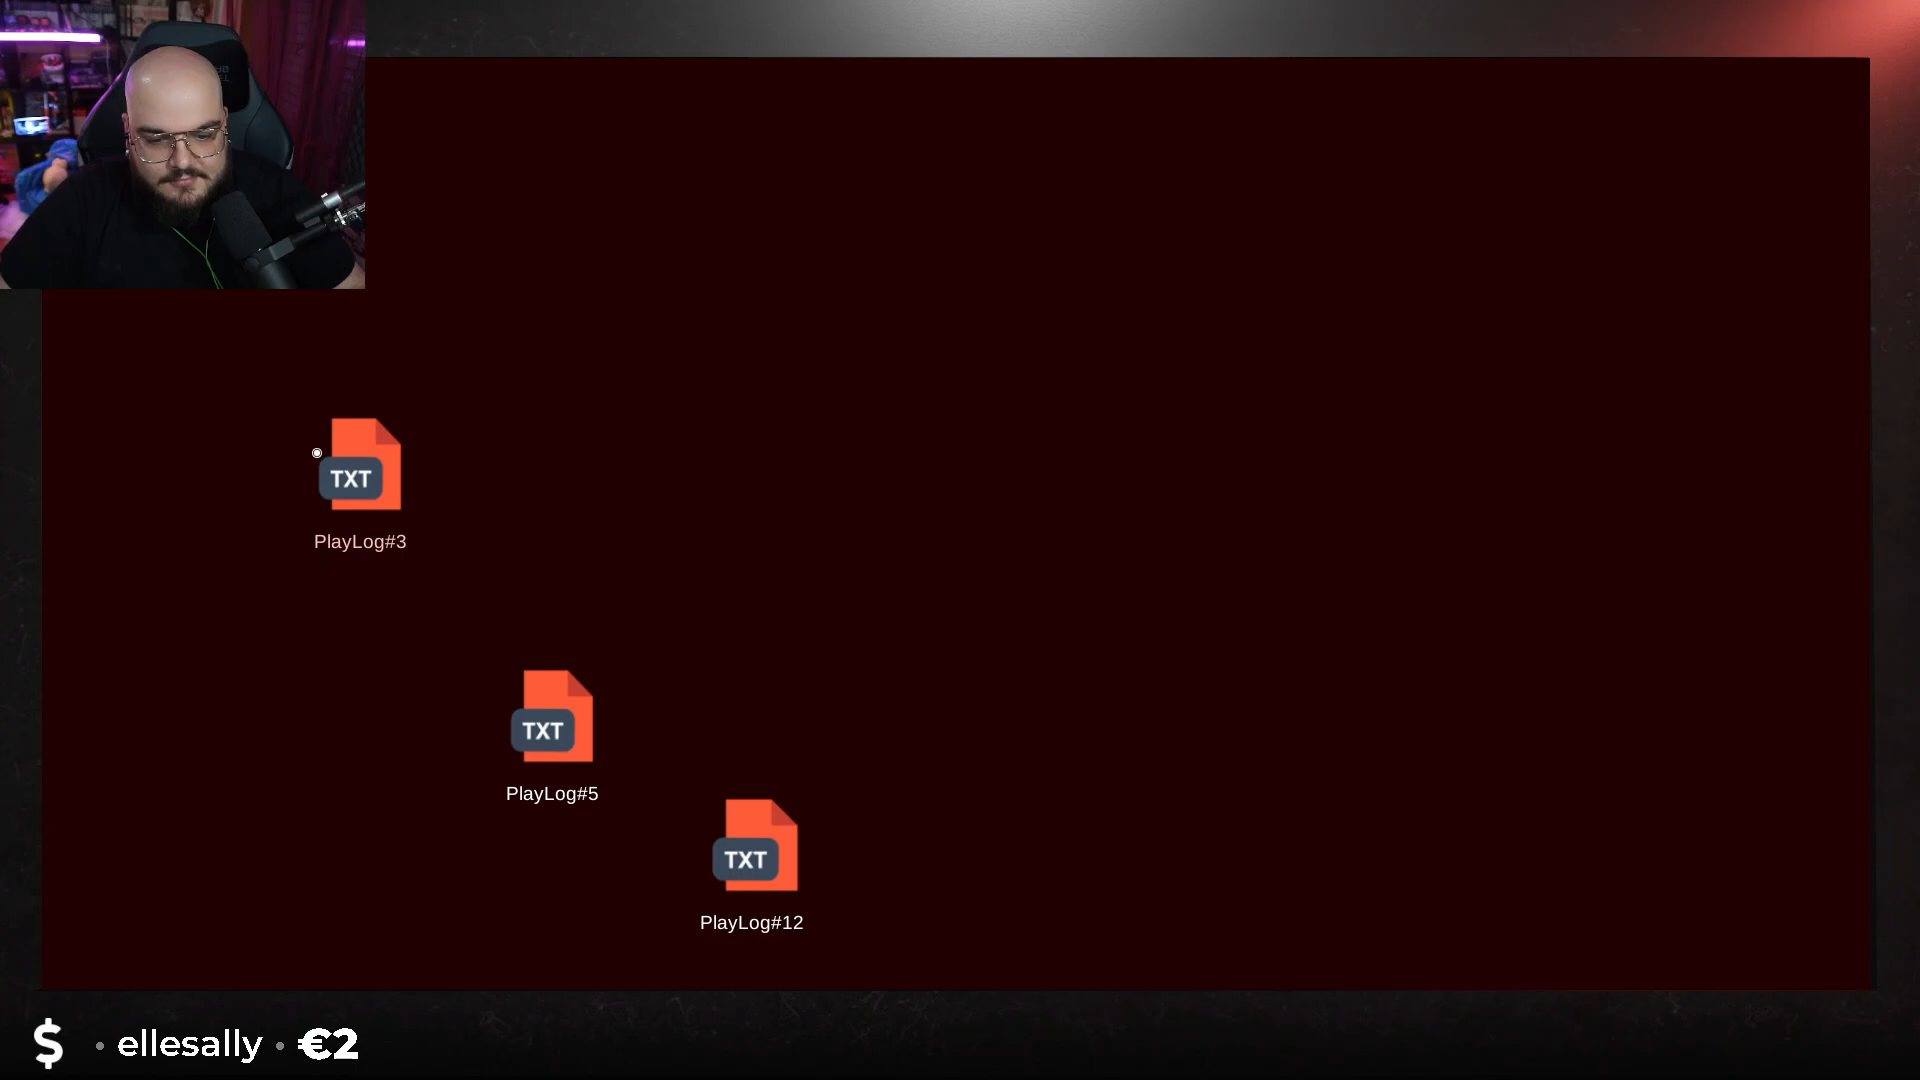 TXT
PlayLog#3
TXT
PlayLog#5
TXT
PlayLog#12
$ • ellesally • €2